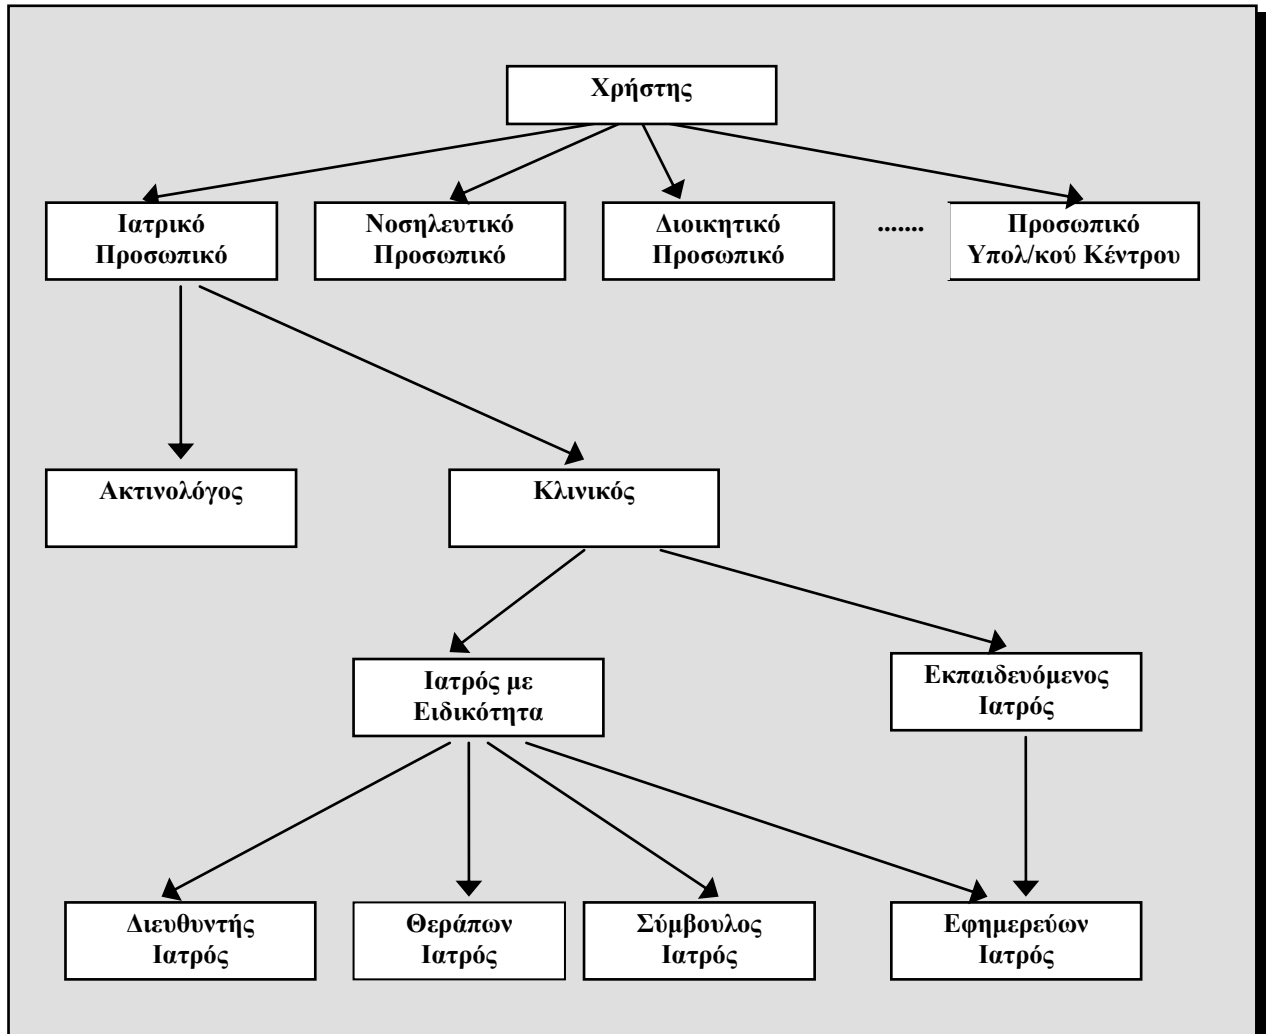 Χρήστης
Ιατρικό
Προσωπικό
Νοσηλευτικό
Προσωπικό
Διοικητικό
Προσωπικό
.......
Προσωπικό
Υπολ/κού Κέντρου
Ακτινολόγος
Κλινικός
Ιατρός με
Ειδικότητα
Εκπαιδευόμενος
Ιατρός
Διευθυντής
Ιατρός
Θεράπων
Ιατρός
Σύμβουλος
Ιατρός
Εφημερεύων
Ιατρός